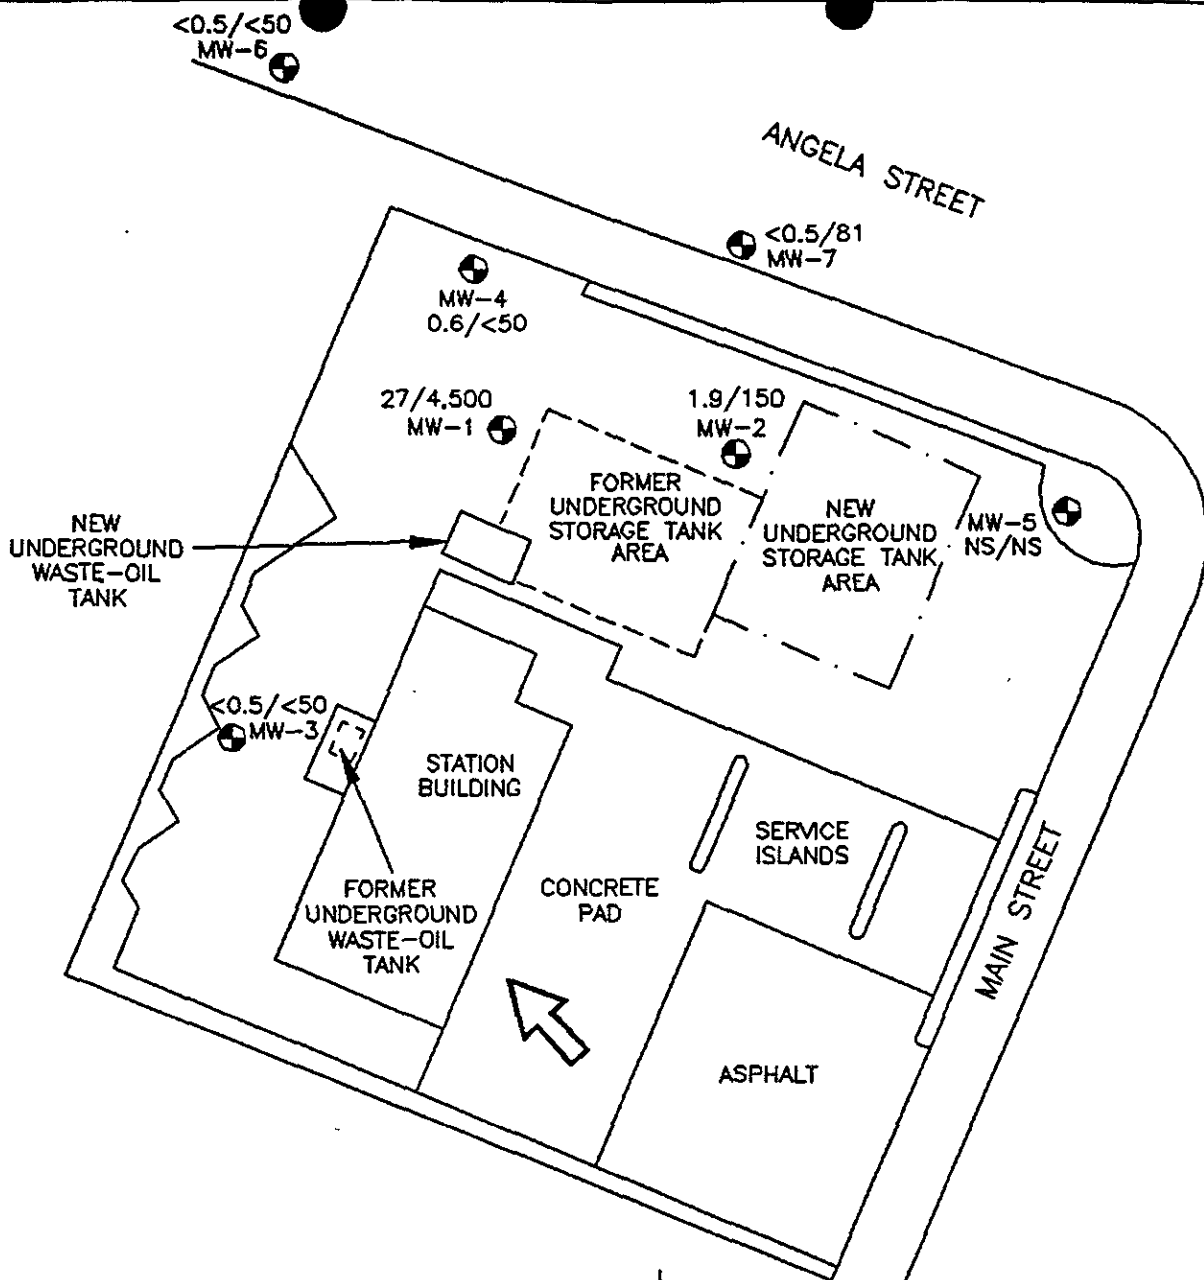 <0.5/<50
MW-6
ANGELA STREET
<0.5/81
MW-7
MW-4
0.6/<50
27/4,500
MW-1
1.9/150
MW-2
FORMER
UNDERGROUND
STORAGE TANK
AREA
NEW
UNDERGROUND
STORAGE TANK
AREA
MW-5
NS/NS
NEW
UNDERGROUND
WASTE-OIL
TANK
<0.5/<50
MW-3
STATION
BUILDING
SERVICE
ISLANDS
FORMER
UNDERGROUND
WASTE-OIL
TANK
CONCRETE
PAD
MAIN STREET
ASPHALT